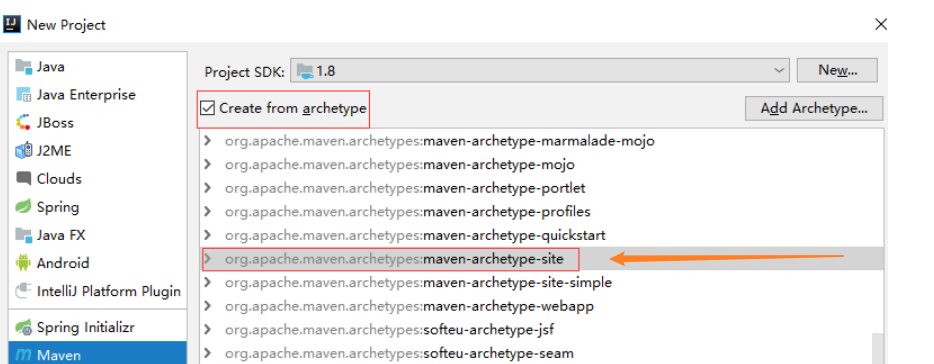 New Project
Java
Java Enterprise
JBoss
J2ME
Clouds
Spring
Java FX
Android
IntelliJ Platform Plugin
Spring Initializr
Maven
Project SDK: 1.8 New...
Create from archetype Add Archetype...
org.apache.maven.archetypes:maven-archetype-marmalade-mojo
org.apache.maven.archetypes:maven-archetype-mojo
org.apache.maven.archetypes:maven-archetype-portlet
org.apache.maven.archetypes:maven-archetype-profiles
org.apache.maven.archetypes:maven-archetype-quickstart
org.apache.maven.archetypes:maven-archetype-site
org.apache.maven.archetypes:maven-archetype-site-simple
org.apache.maven.archetypes:maven-archetype-webapp
org.apache.maven.archetypes:softeu-archetype-jsf
org.apache.maven.archetypes:softeu-archetype-seam